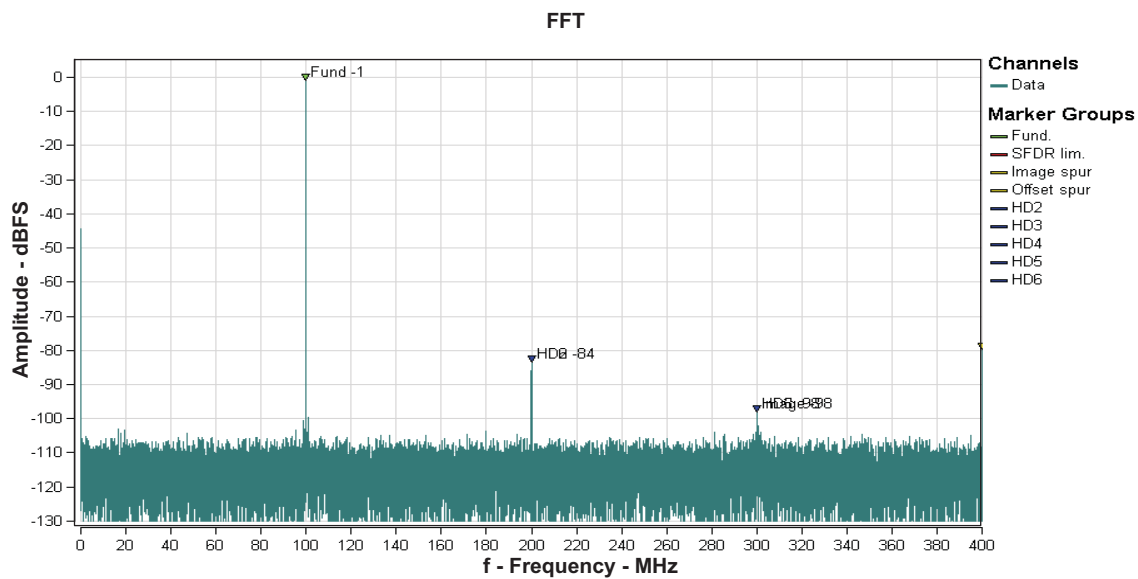 FFT
Fund -1
-84
0
-10
-20
-30
-40
-50
-60
-70
-80
-90
-100
-110
-120
-130
Amplitude - dBFS
0 20 40 60 80 100 120 140 160 180 200 220 240 260 280 300 320 340 360 380 400
f - Frequency - MHz
Channels
Data
Marker Groups
Fund.
SFDR lim.
Image spur
Offset spur
HD2
HD3
HD4
HD5
HD6